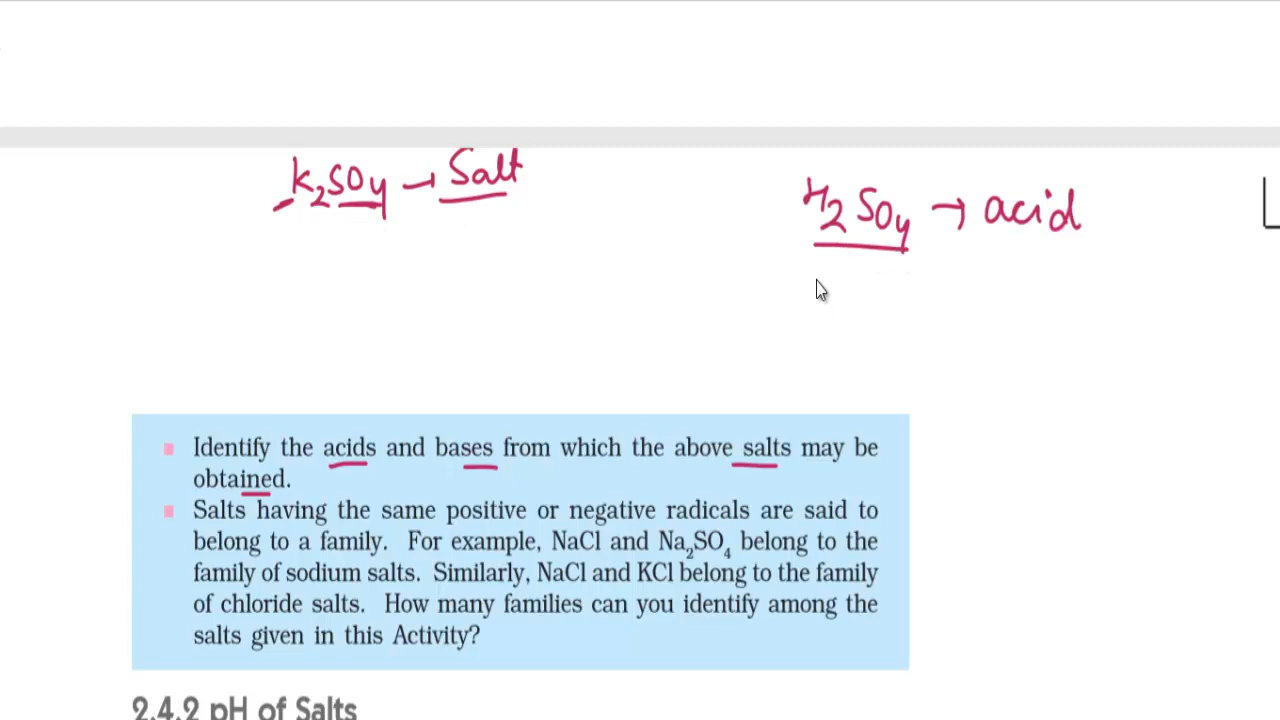 K₂SO₄ → Salt
H₂SO₄ → acid
Identify the acids and bases from which the above salts may be
obtained.
Salts having the same positive or negative radicals are said to
belong to a family. For example, NaCl and Na₂SO₄ belong to the
family of sodium salts. Similarly, NaCl and KCl belong to the family
of chloride salts. How many families can you identify among the
salts given in this Activity?
2.4.2 pH of Salts